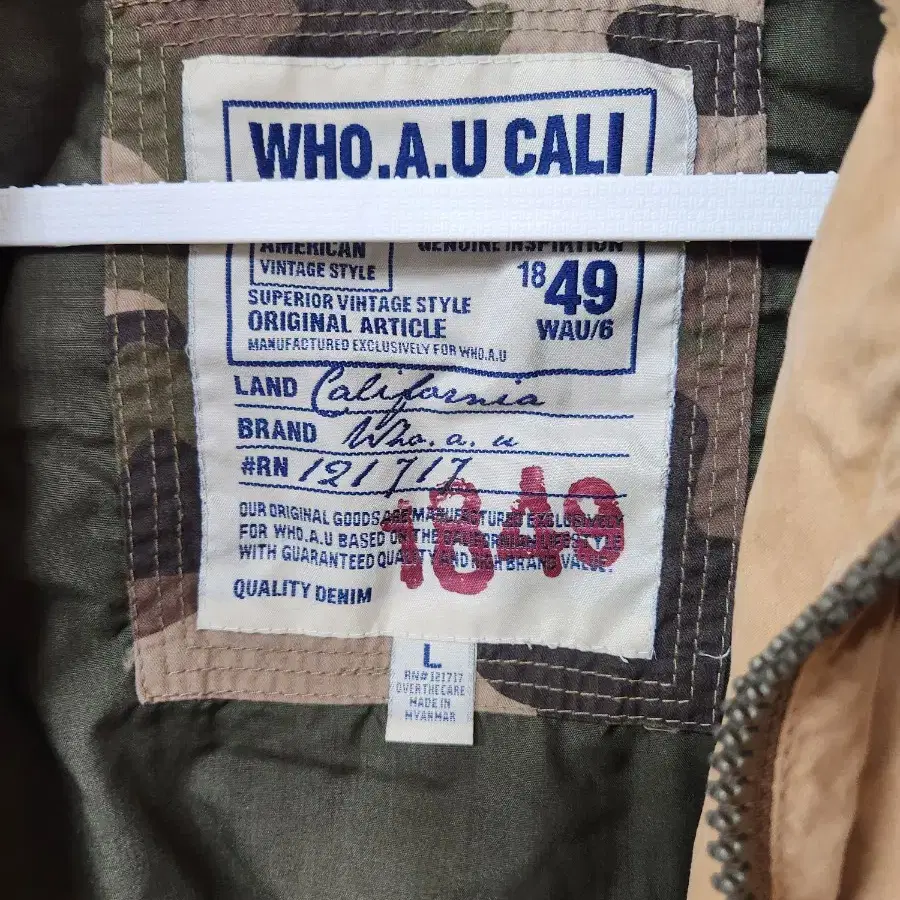 WHO.A.U CALI
AMERICAN
VINTAGE STYLE
GENUINE INSPIRATION
1849
WAU/6
SUPERIOR VINTAGE STYLE
ORIGINAL ARTICLE
MANUFACTURED EXCLUSIVELY FOR WHO.A.U
LAND California
BRAND Who.a.u
#RN 121717
1849
OUR ORIGINAL GOODS ARE MANUFACTURED EXCLUSIVELY
FOR WHO.A.U BASED ON THE CALIFORNIAN LIFESTYLE
WITH GUARANTEED QUALITY AND HIGH BRAND VALUE.
QUALITY DENIM
L
RN# 121717
OVER THE CARE
MADE IN
MYANMAR